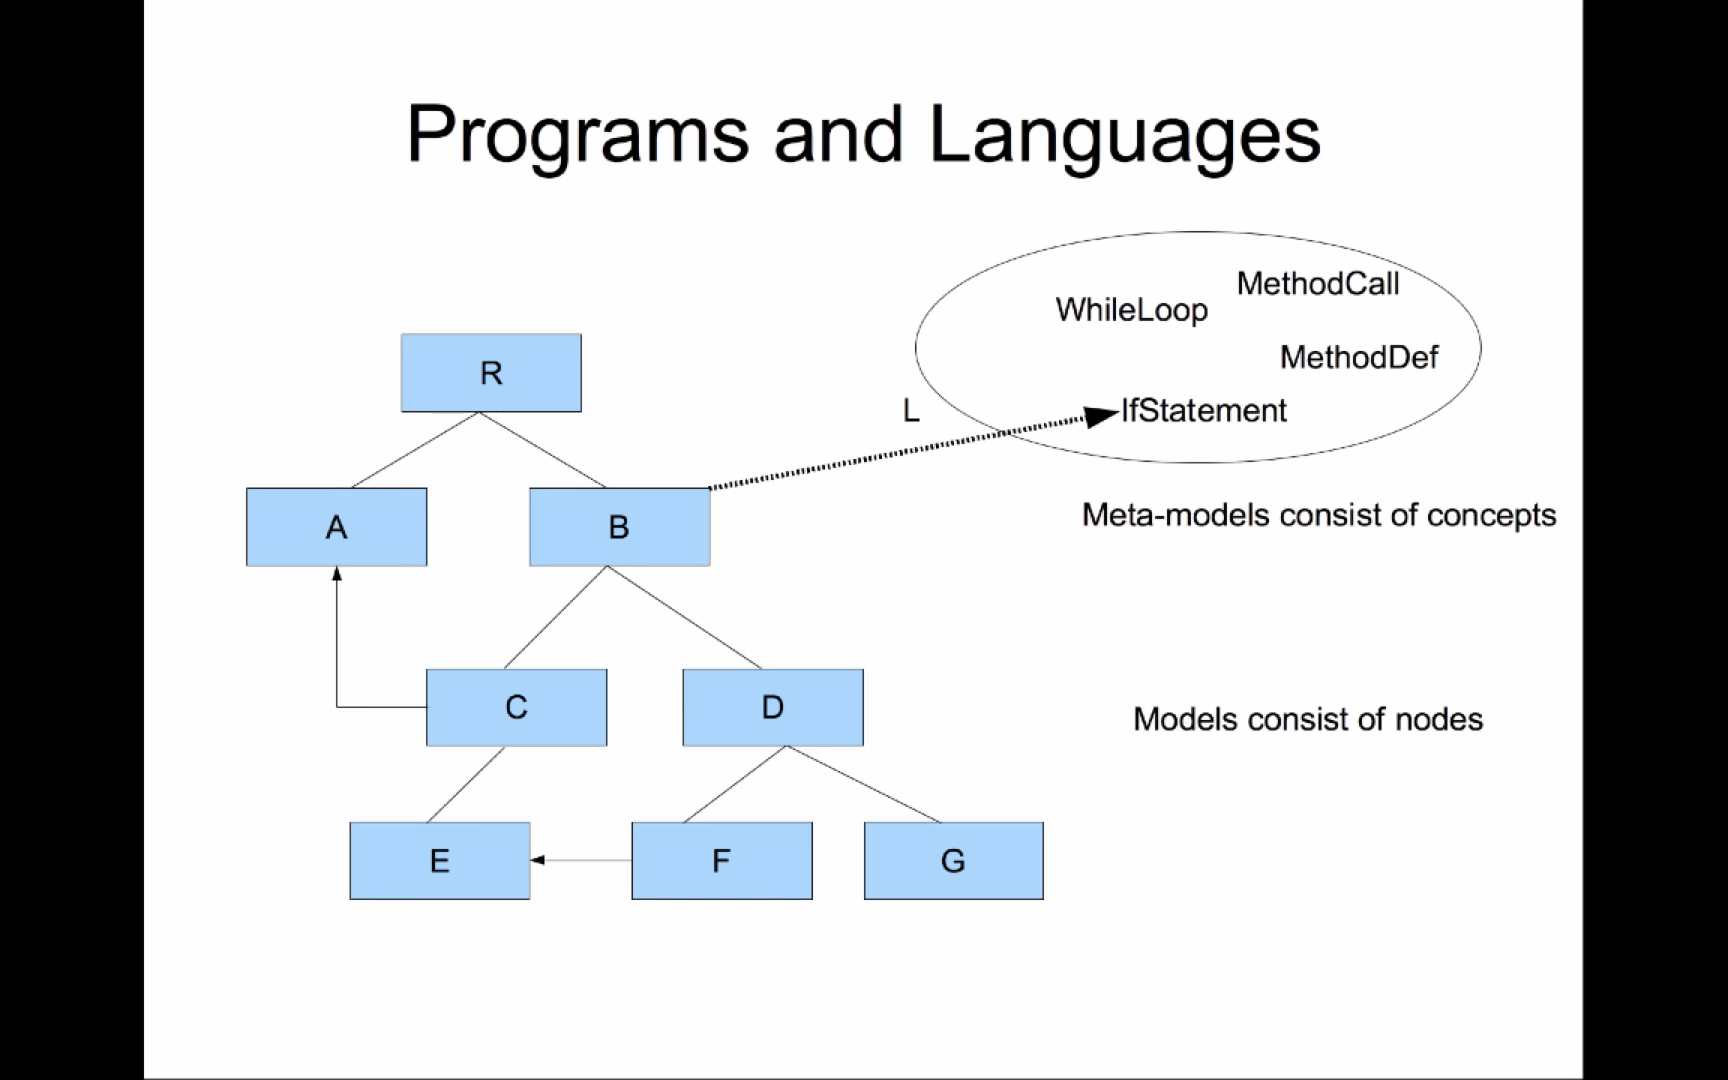 Programs and Languages
MethodCall
WhileLoop
MethodDef
R
L
IfStatement
Meta-models consist of concepts
A
B
C
D
Models consist of nodes
E
F
G